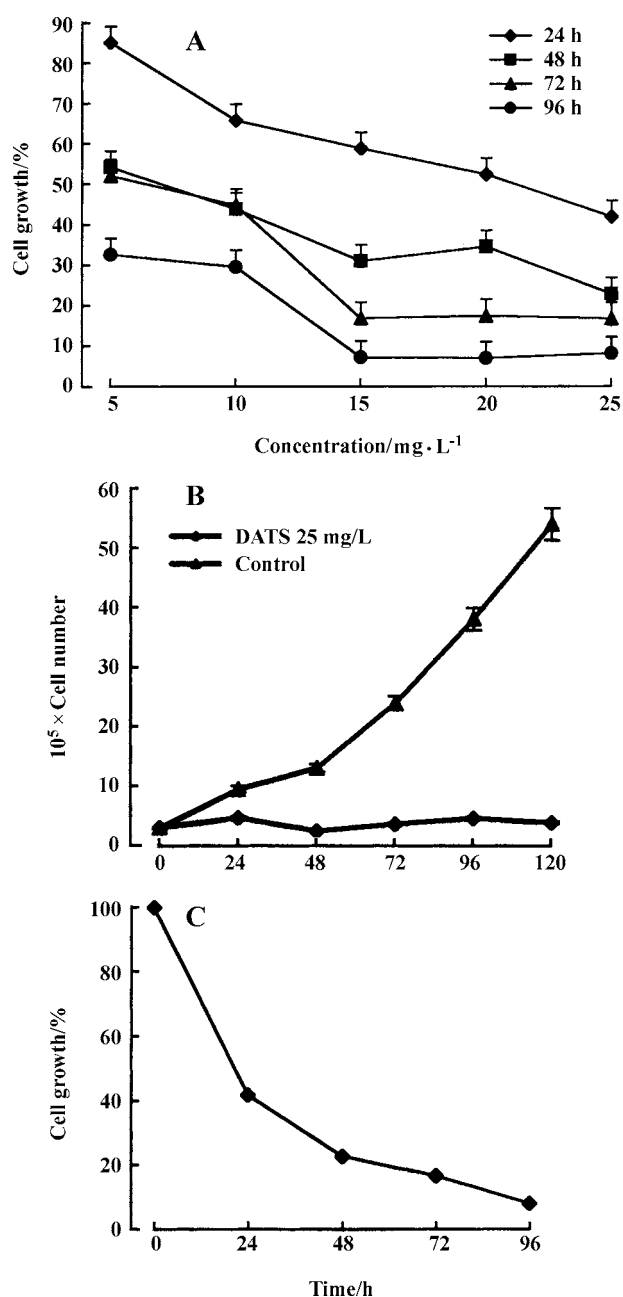 A
90
80
70
60
50
40
30
20
10
0
Cell growth/%
24 h
48 h
72 h
96 h
5 10 15 20 25
Concentration/mg·L⁻¹
B
60
50
40
30
20
10
0
10⁵ × Cell number
DATS 25 mg/L
Control
0 24 48 72 96 120
C
100
80
60
40
20
0
Cell growth/%
0 24 48 72 96
Time/h